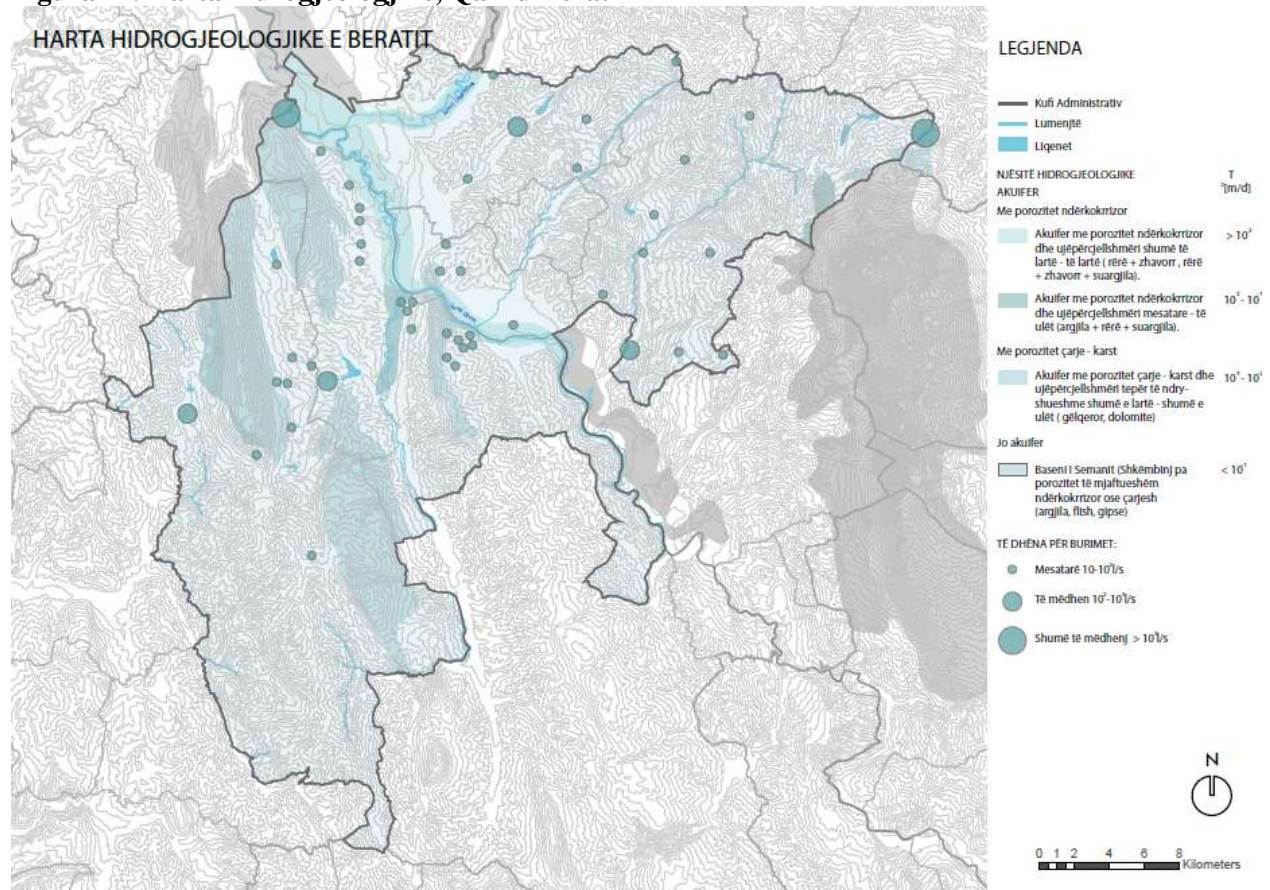 HARTA HIDROGJEOLOGJIKE E BERATIT
LEGJENDA
Kufi Administrativ
Lumenjtë
Liqenet
NJËSITË HIDROGJEOLOGJIKE
AKUIFER
T
²[m/d]
Me porozitet ndërkokrrizor
Akuifer me porozitet ndërkokrrizor
dhe ujëpërcjellshmëri shumë të
lartë - të lartë ( rërë + zhavorr , rërë
+ zhavorr + suargjila).
Akuifer me porozitet ndërkokrrizor
dhe ujëpërcjellshmëri mesatare - të
ulët (argjila + rërë + suargjila).
Me porozitet çarje - karst
Akuifer me porozitet çarje - karst dhe
ujëpërcjellshmëri tepër të ndry-
shueshme shumë e lartë - shumë e
ulët ( gëlqeror, dolomite)
Jo akuifer
Baseni i Semanit (Shkëmbinj pa
porozitet të mjaftueshëm
ndërkokrrizor ose çarjesh
(argjila, flish, gipse)
TË DHËNA PËR BURIMET:
Mesatarë
Të mëdhen
Shumë të mëdhenj
N
0 1 2 4 6 8
Kilometers